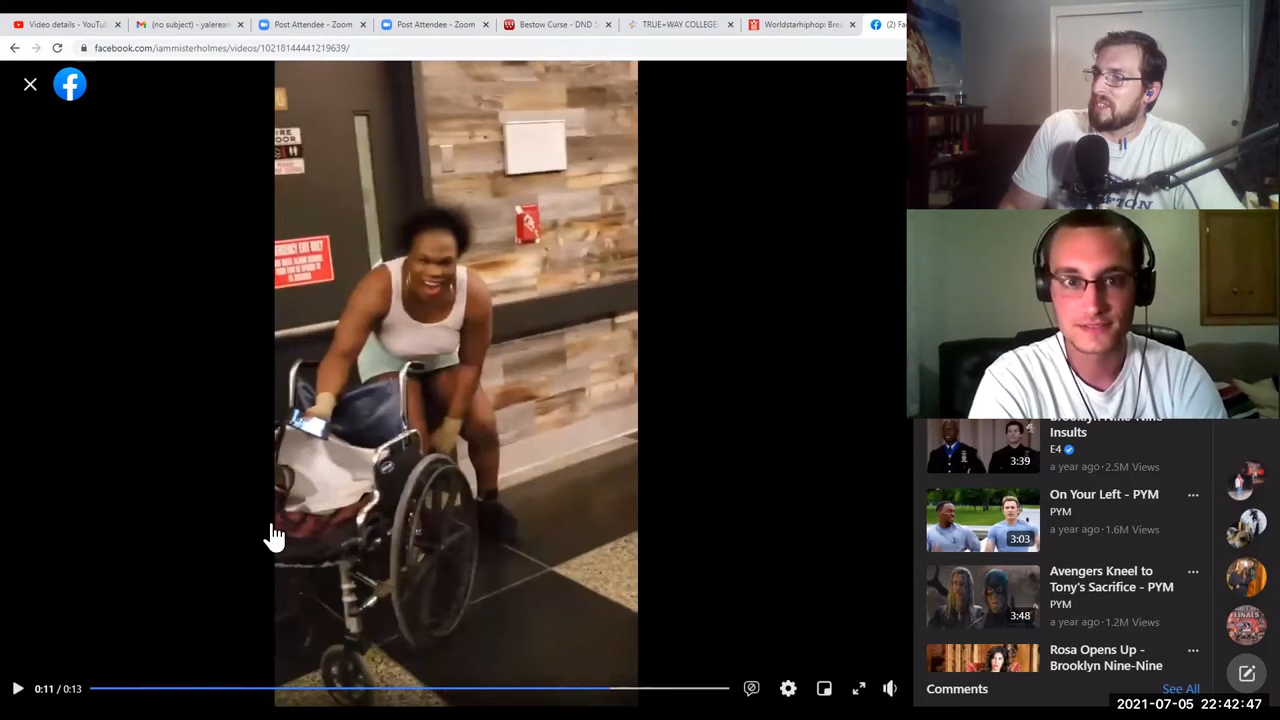 Video details - YouTub
(no subject) - yalerean
Post Attendee - Zoom
Post Attendee - Zoom
Bestow Curse - DND 5
TRUE+WAY COLLEGE
Worldstarhiphop: Brea
(2) Fa
facebook.com/iammisterholmes/videos/10218144441219639/
FIRE
DOOR
EMERGENCY EXIT ONLY
Insults
E4
a year ago · 2.5M Views
3:39
On Your Left - PYM
PYM
a year ago · 1.6M Views
3:03
Avengers Kneel to
Tony's Sacrifice - PYM
PYM
a year ago · 1.2M Views
3:48
Rosa Opens Up -
Brooklyn Nine-Nine
0:11 / 0:13
Comments
See All
2021-07-05 22:42:47